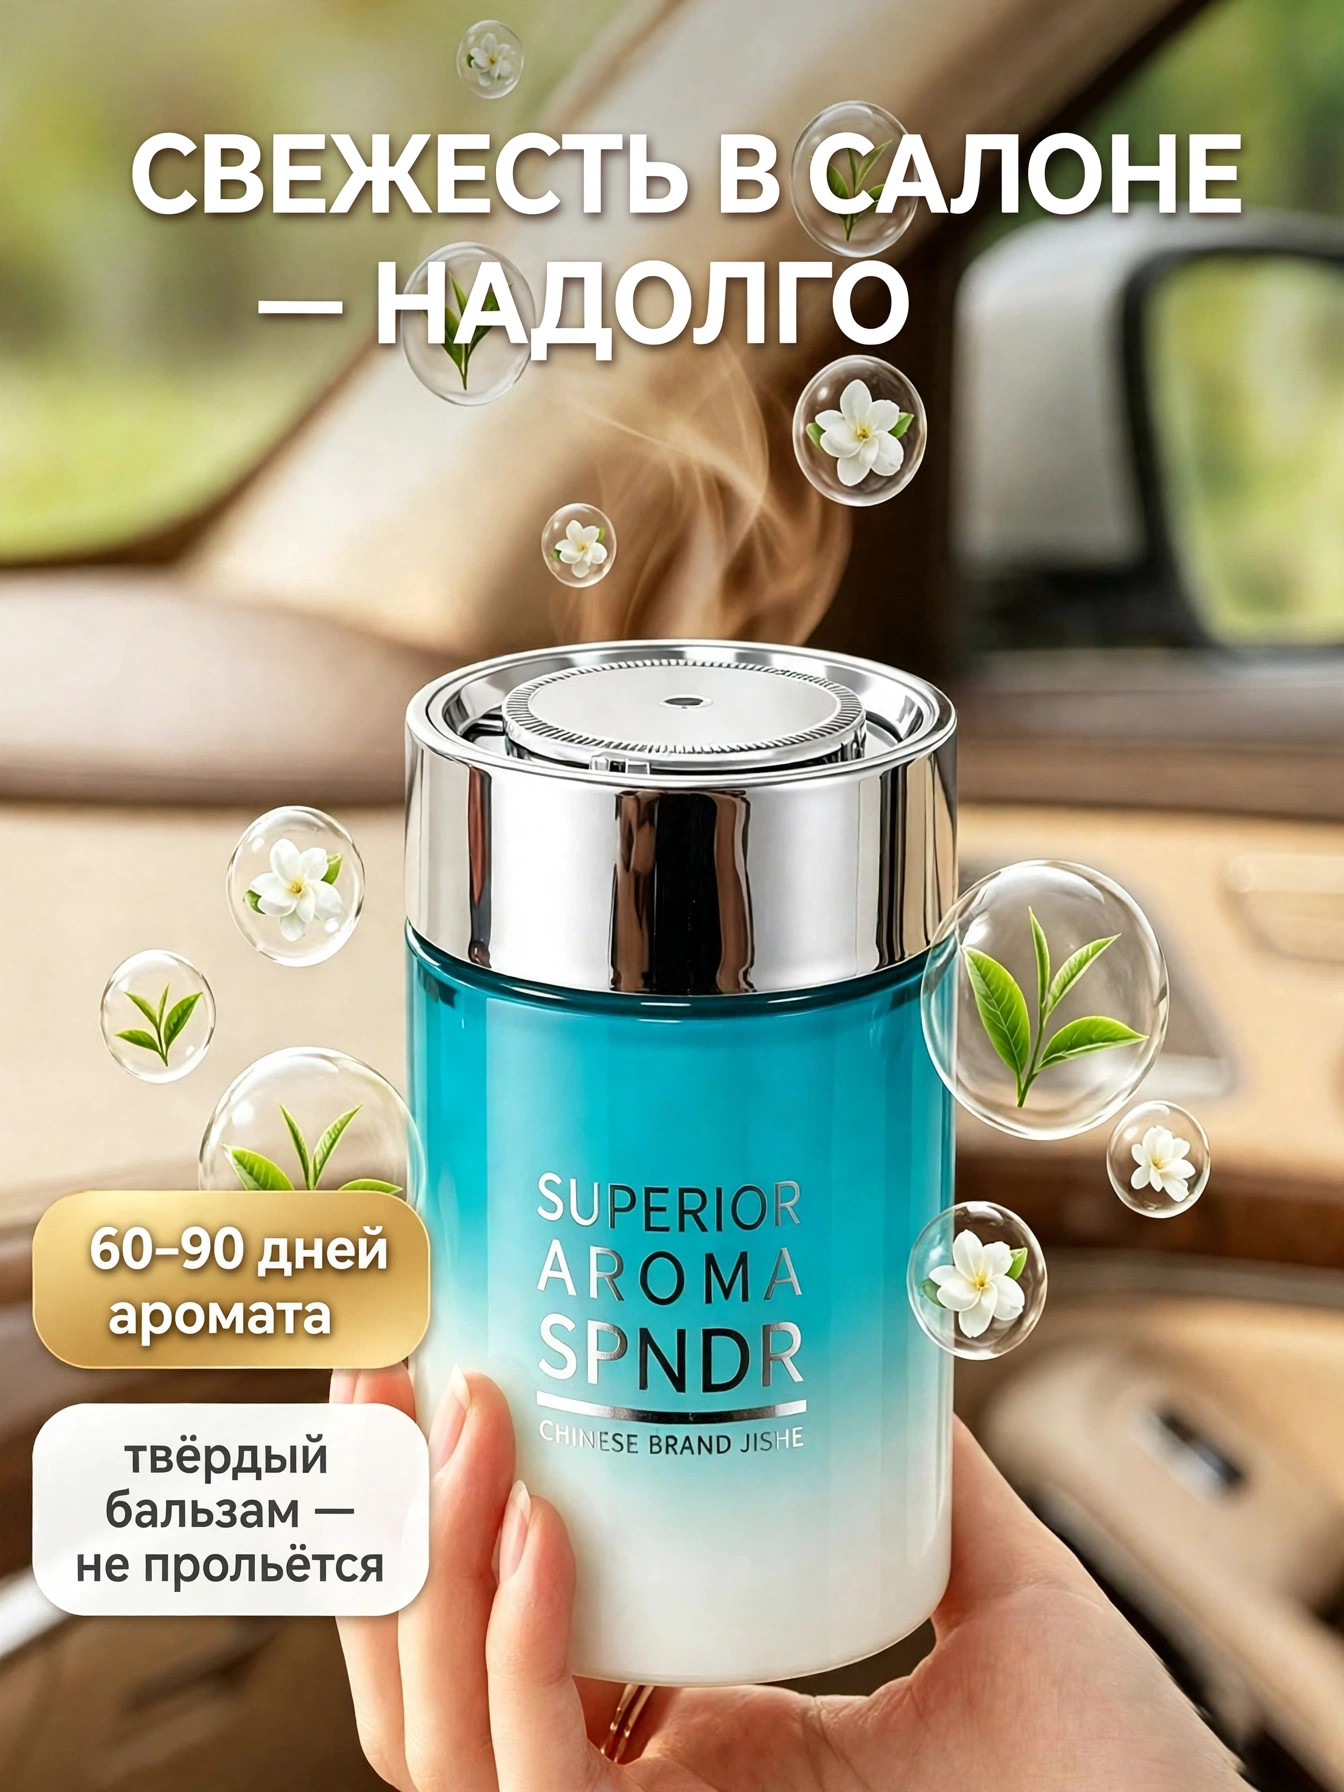 СВЕЖЕСТЬ В САЛОНЕ
— НАДОЛГО
SUPERIOR
AROMA
SPNDR
CHINESE BRAND JISHE
60–90 дней
аромата
твёрдый
бальзам —
не прольётся